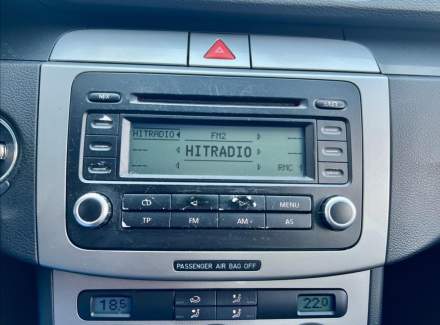 HITRADIO
FM2
HITRADIO
RMC
MENU
TP
FM
AM
AS
PASSENGER AIR BAG OFF
18.5
22.0